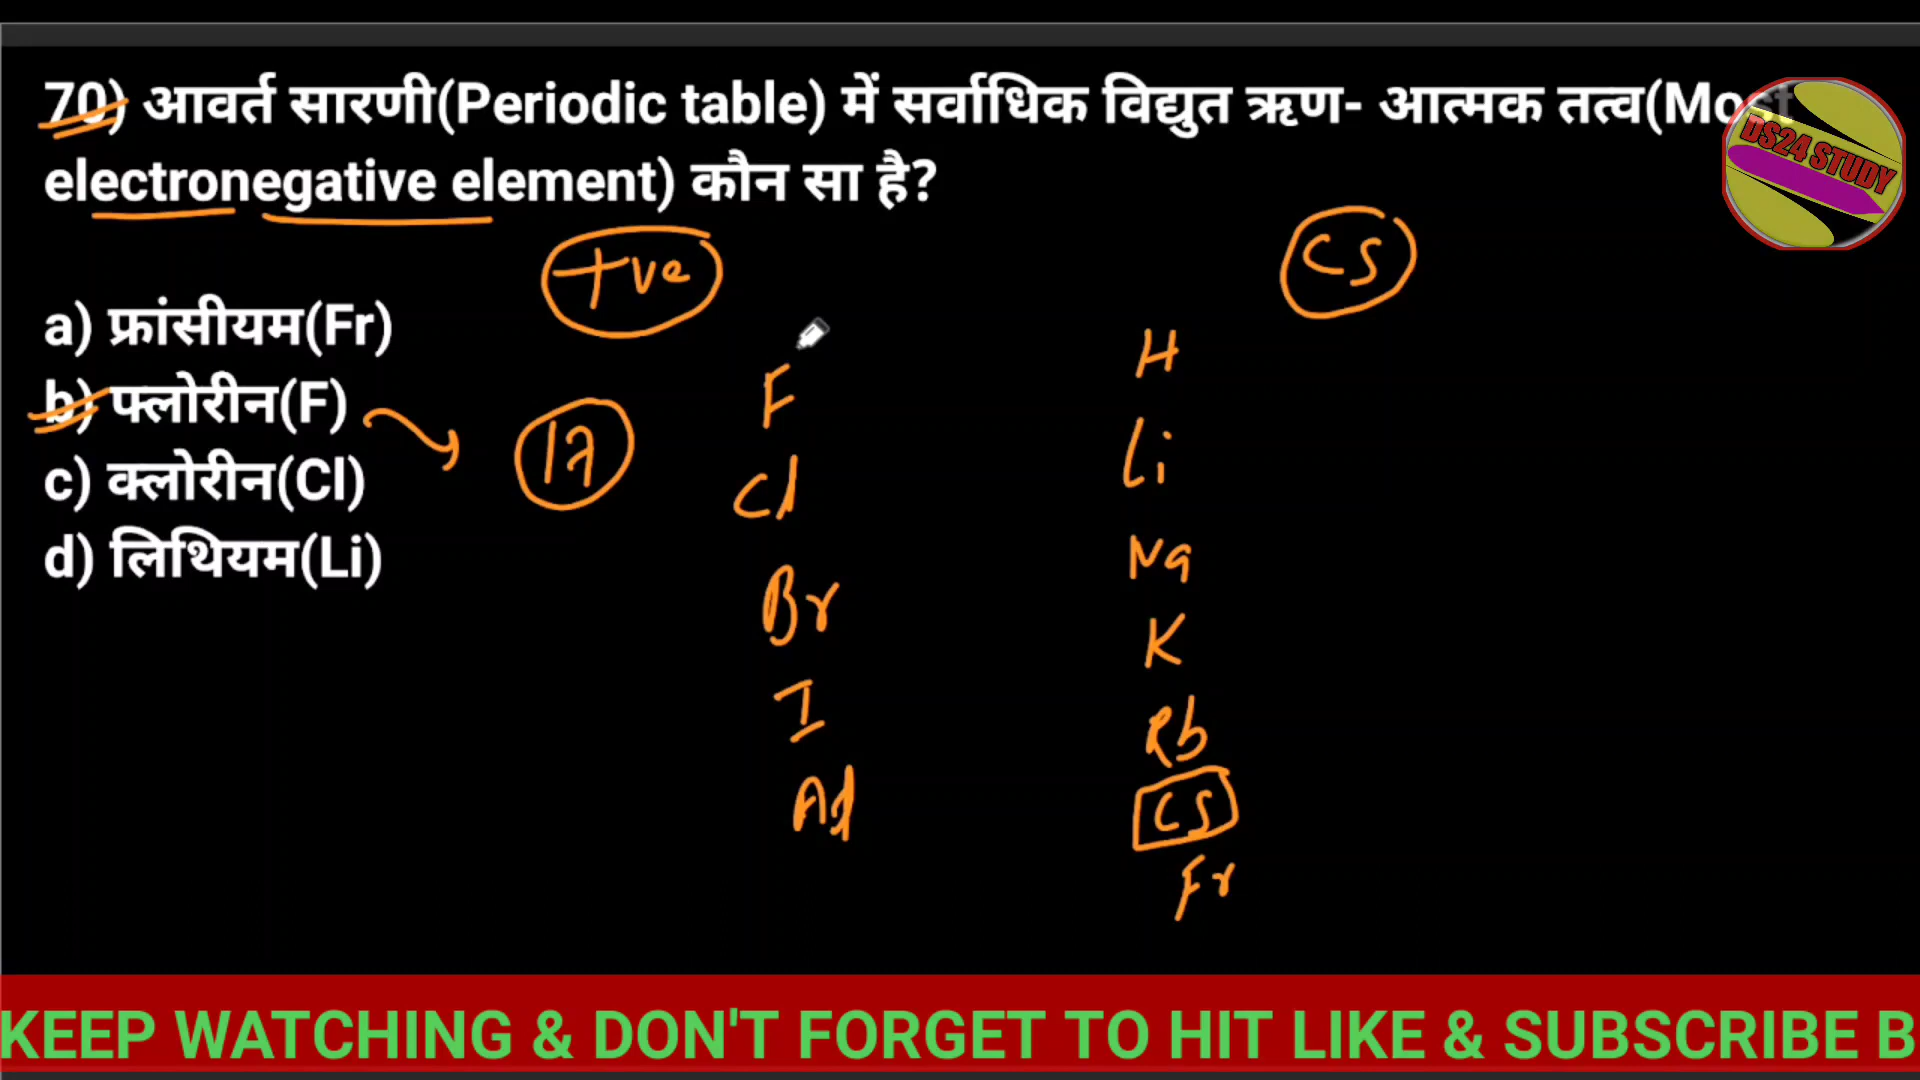 70) आवर्त सारणी(Periodic table) में सर्वाधिक विद्युत ऋण- आत्मक तत्व(Most
electronegative element) कौन सा है?
DS24 STUDY
+ve
CS
a) फ्रांसीयम(Fr)
b) फ्लोरीन(F)
c) क्लोरीन(Cl)
d) लिथियम(Li)
17
F
Cl
Br
I
H
Li
Na
K
Rb
CS
Fr
KEEP WATCHING & DON'T FORGET TO HIT LIKE & SUBSCRIBE B